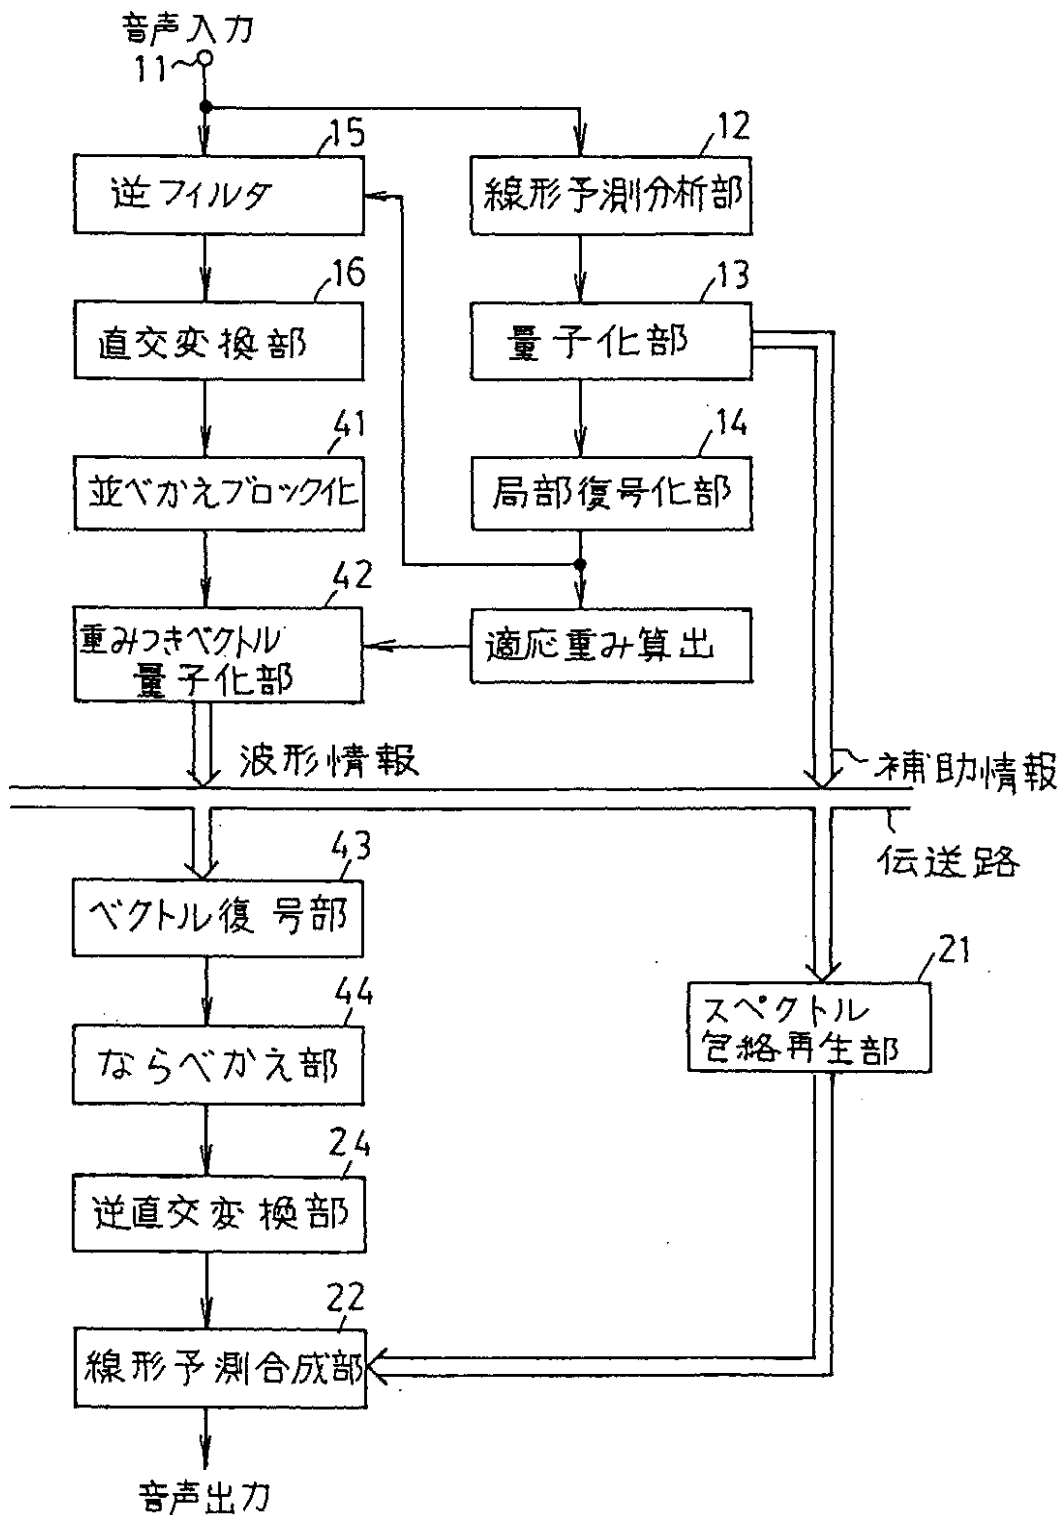 音声入力
11
15
逆フィルタ
12
線形予測分析部
16
直交変換部
13
量子化部
41
並べかえブロック化
14
局部復号化部
42
重みつきベクトル
量子化部
適応重み算出
波形情報
補助情報
伝送路
43
ベクトル復号部
21
スペクトル
包絡再生部
44
ならべかえ部
24
逆直交変換部
22
線形予測合成部
音声出力